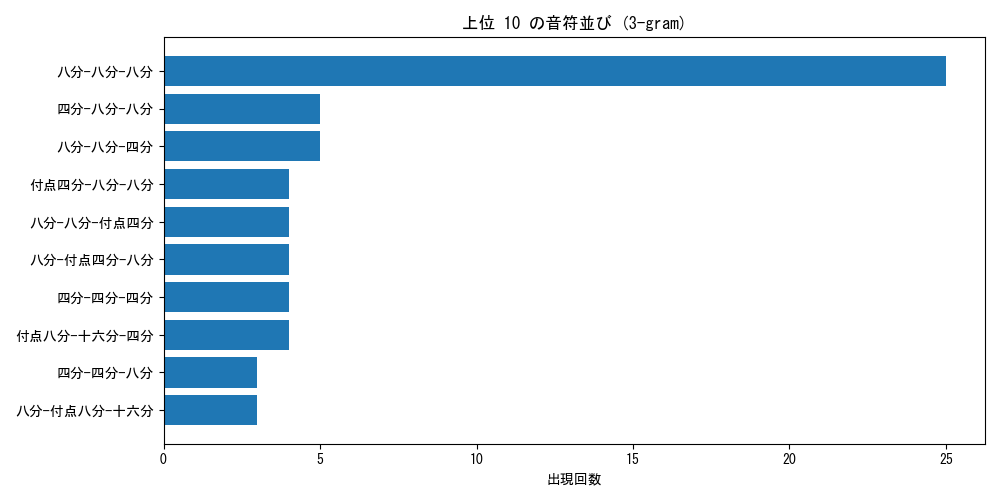 上位 10 の音符並び (3-gram)
八分-八分-八分
四分-八分-八分
八分-八分-四分
付点四分-八分-八分
八分-八分-付点四分
八分-付点四分-八分
四分-四分-四分
付点八分-十六分-四分
四分-四分-八分
八分-付点八分-十六分
0 5 10 15 20 25
出現回数